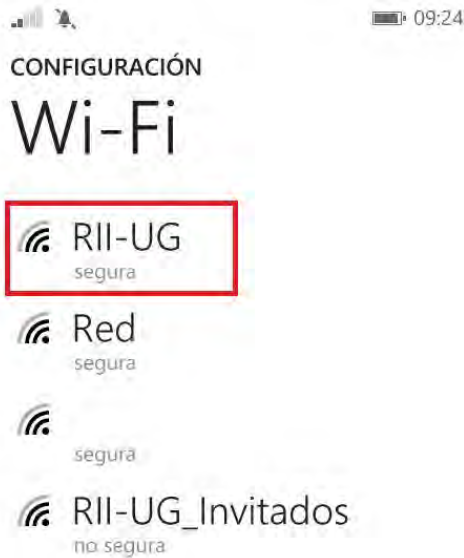 09:24
CONFIGURACIÓN
Wi-Fi
RII-UG
segura
Red
segura
segura
RII-UG_Invitados
no segura